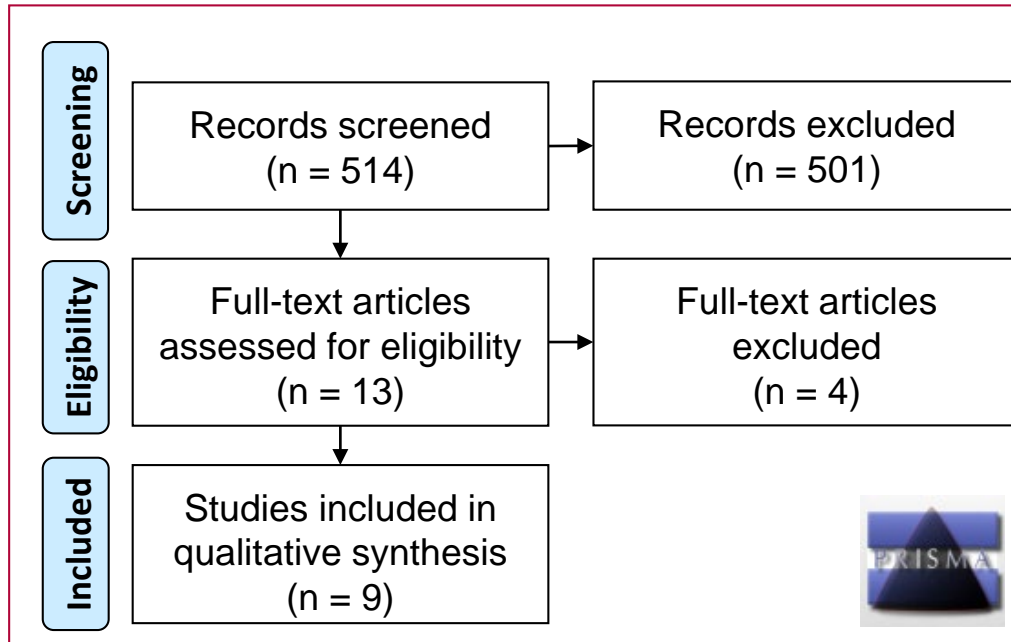 Screening
Records screened
(n = 514)
Records excluded
(n = 501)
Eligibility
Full-text articles
assessed for eligibility
(n = 13)
Full-text articles
excluded
(n = 4)
Included
Studies included in
qualitative synthesis
(n = 9)
PRISMA